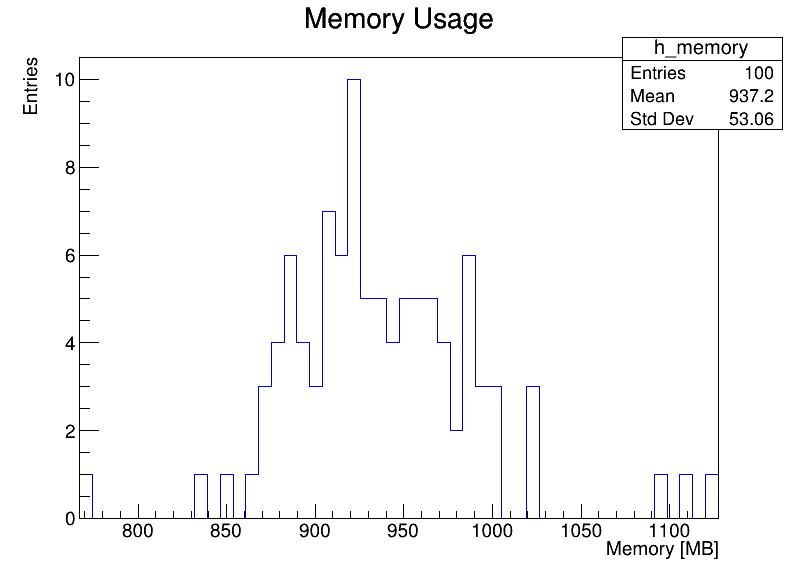 Memory Usage
h_memory
Entries 100
Mean 937.2
Std Dev 53.06
Entries
10
8
6
4
2
0
800 850 900 950 1000 1050 1100
Memory [MB]